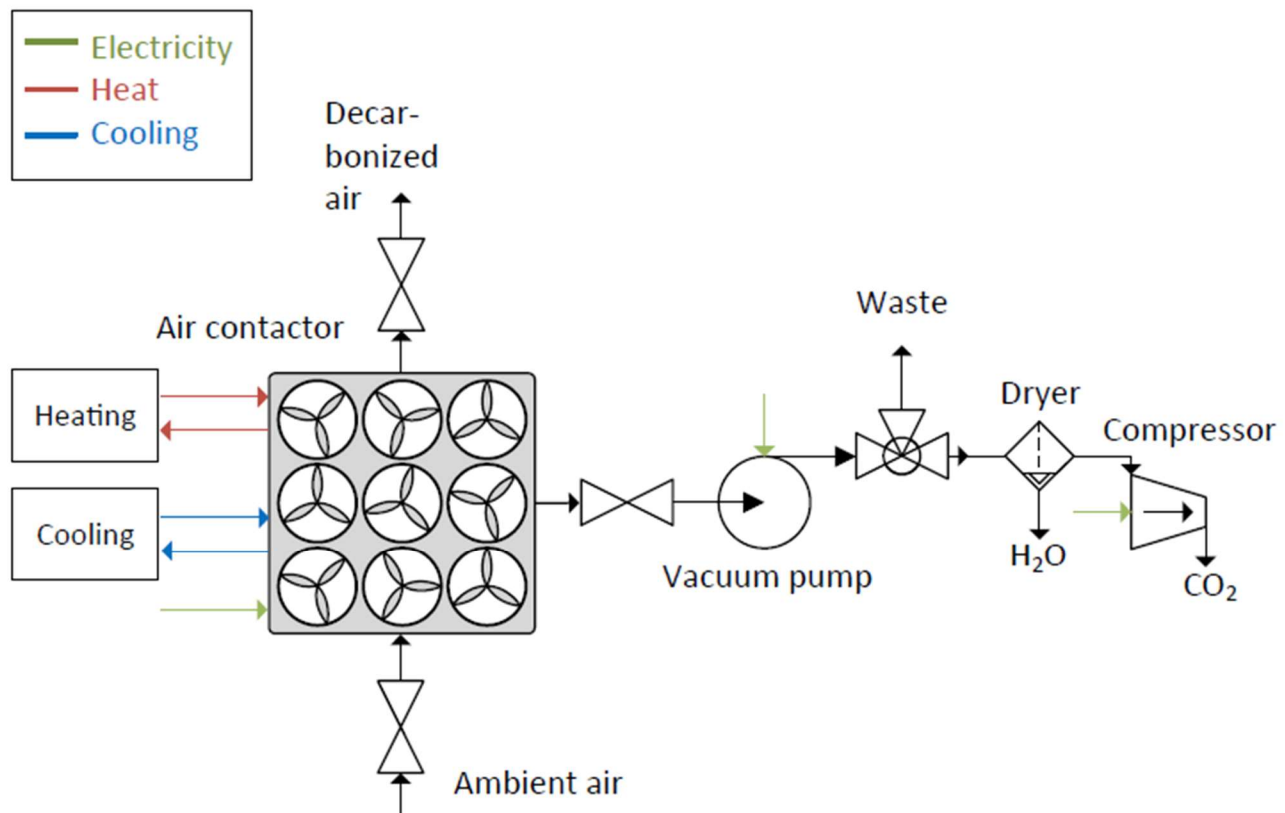 Electricity
Heat
Cooling
Decar-
bonized
air
Air contactor
Heating
Cooling
Waste
Dryer
Compressor
Vacuum pump
H₂O
CO₂
Ambient air